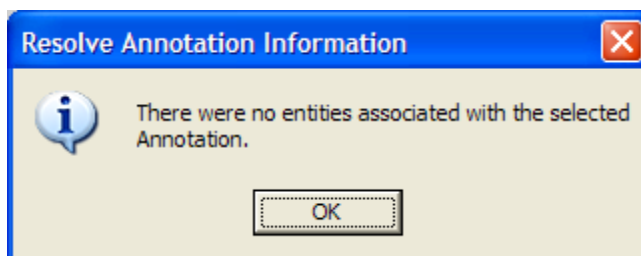 Resolve Annotation Information
There were no entities associated with the selected
Annotation.
OK